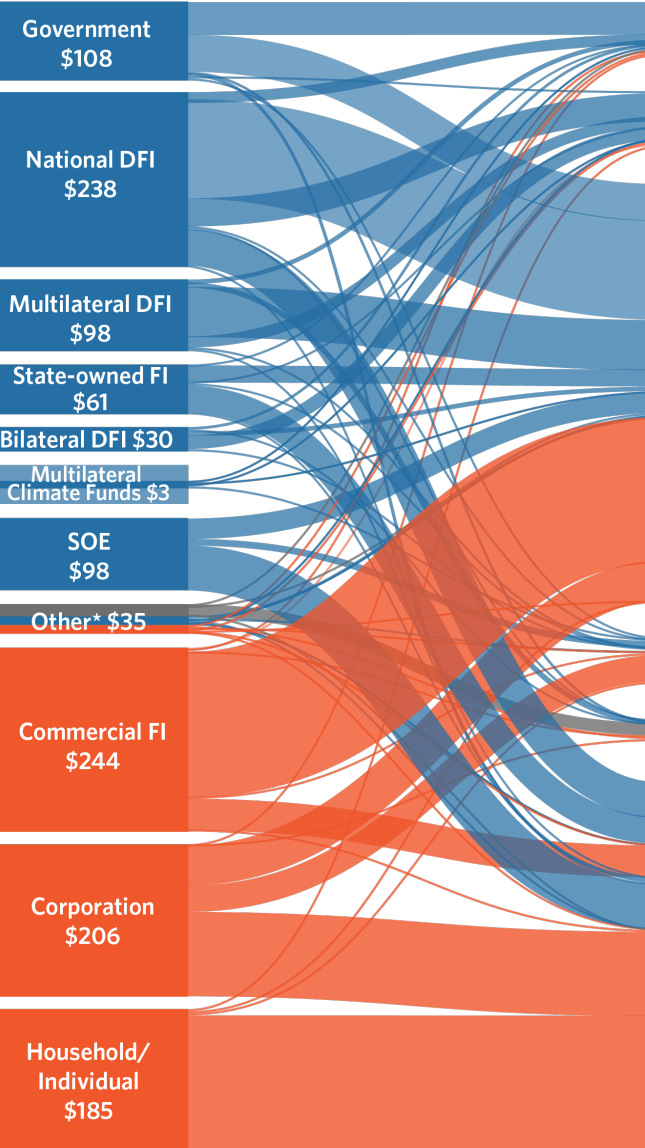 Government
$108
National DFI
$238
Multilateral DFI
$98
State-owned FI
$61
Bilateral DFI $30
Multilateral
Climate Funds $3
SOE
$98
Other* $35
Commercial FI
$244
Corporation
$206
Household/
Individual
$185